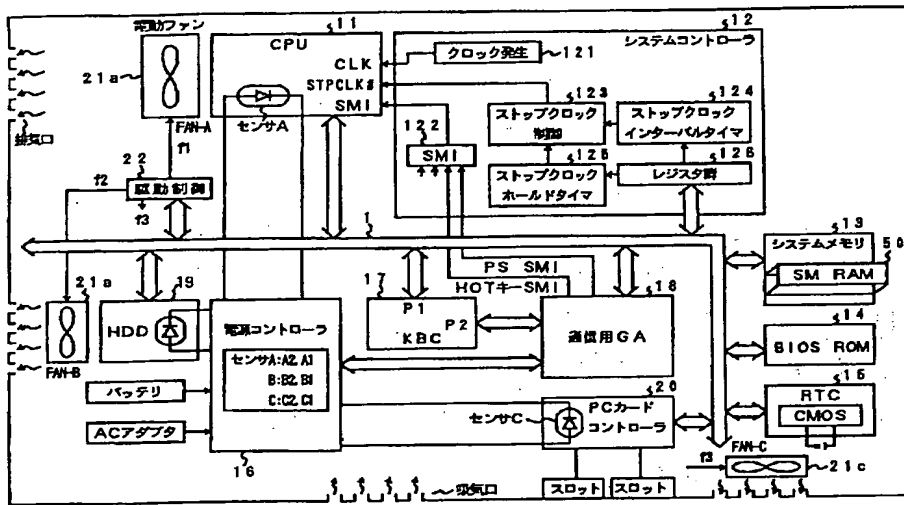 電動ファン
21a
FAN-A
排気口
f1
22
駆動制御
f2
f3
11
CPU
CLK
STPCLK#
SMI
センサA
12
システムコントローラ
クロック発生
121
122
SMI
123
ストップクロック
制御
124
ストップクロック
インターバルタイマ
125
ストップクロック
ホールドタイマ
126
レジスタ群
1
13
システムメモリ
50
SM RAM
14
BIOS ROM
15
RTC
CMOS
21a
FAN-B
19
HDD
17
P1
P2
KBC
PS SMI
HOTキーSMI
18
通信用GA
電源コントローラ
センサA:A2,A1
B:B2,B1
C:C2,C1
16
バッテリ
ACアダプタ
20
センサC
PCカード
コントローラ
スロット
スロット
吸気口
FAN-C
f3
21c